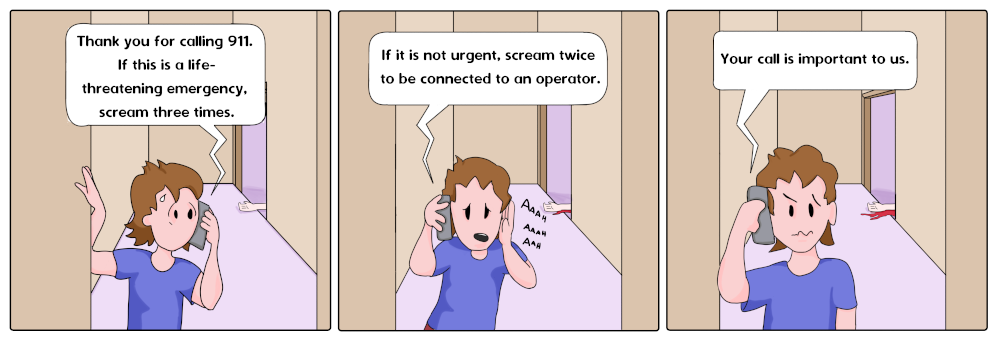 Thank you for calling 911.
If this is a life-
threatening emergency,
scream three times.
If it is not urgent, scream twice
to be connected to an operator.
AAAH
AAAH
AAH
Your call is important to us.